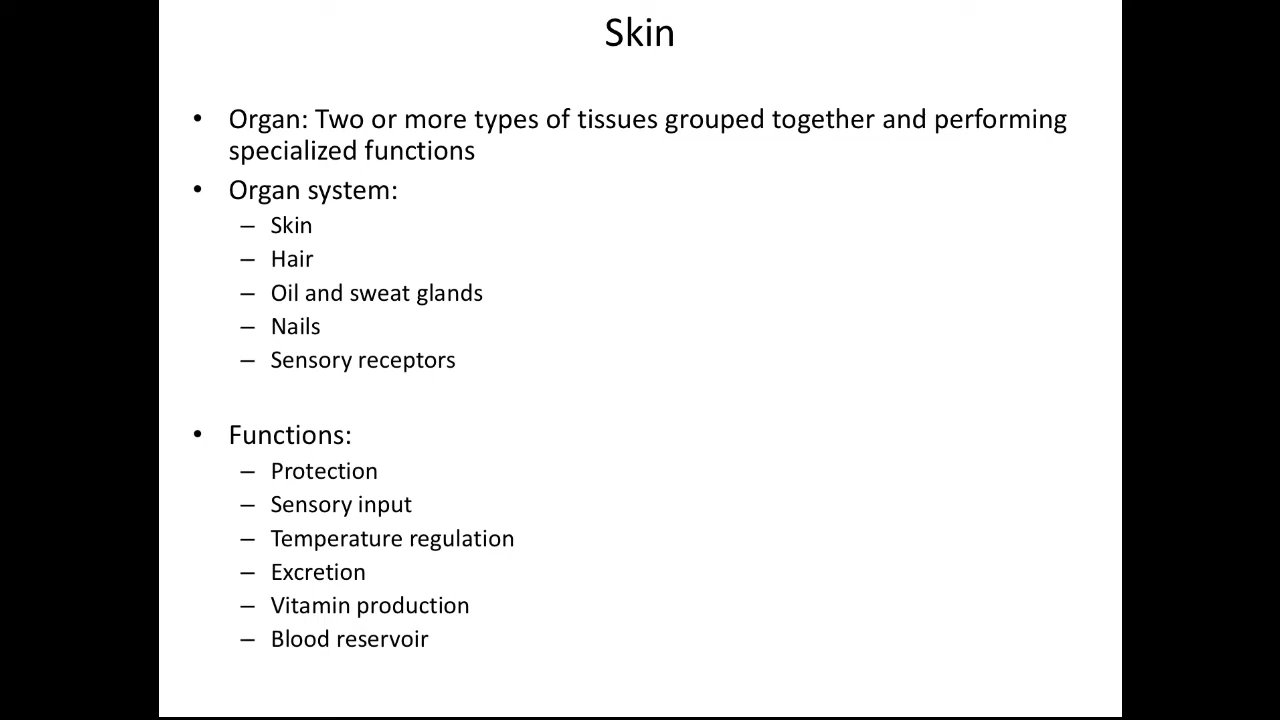 Skin
• Organ: Two or more types of tissues grouped together and performing
specialized functions
• Organ system:
– Skin
– Hair
– Oil and sweat glands
– Nails
– Sensory receptors
• Functions:
– Protection
– Sensory input
– Temperature regulation
– Excretion
– Vitamin production
– Blood reservoir